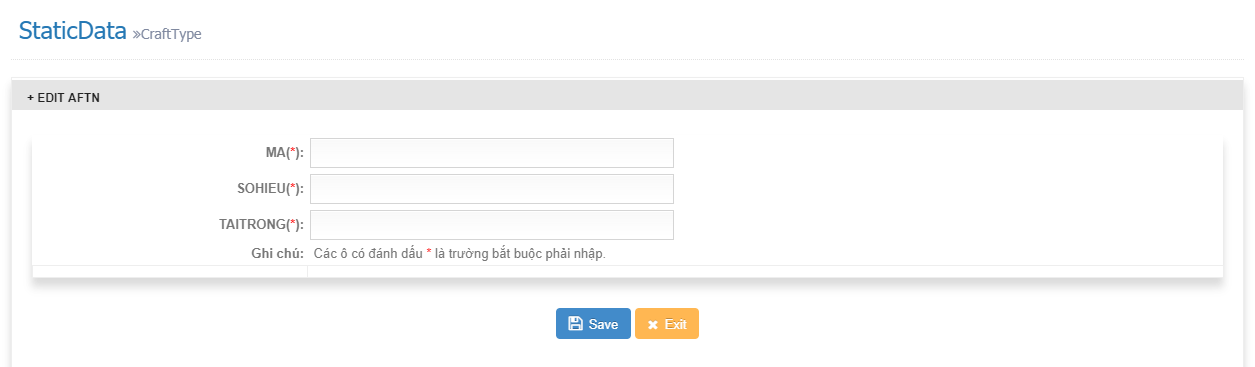 StaticData »CraftType
+ EDIT AFTN
MA(*):
SOHIEU(*):
TAITRONG(*):
Ghi chú: Các ô có đánh dấu * là trường bắt buộc phải nhập.
Save Exit